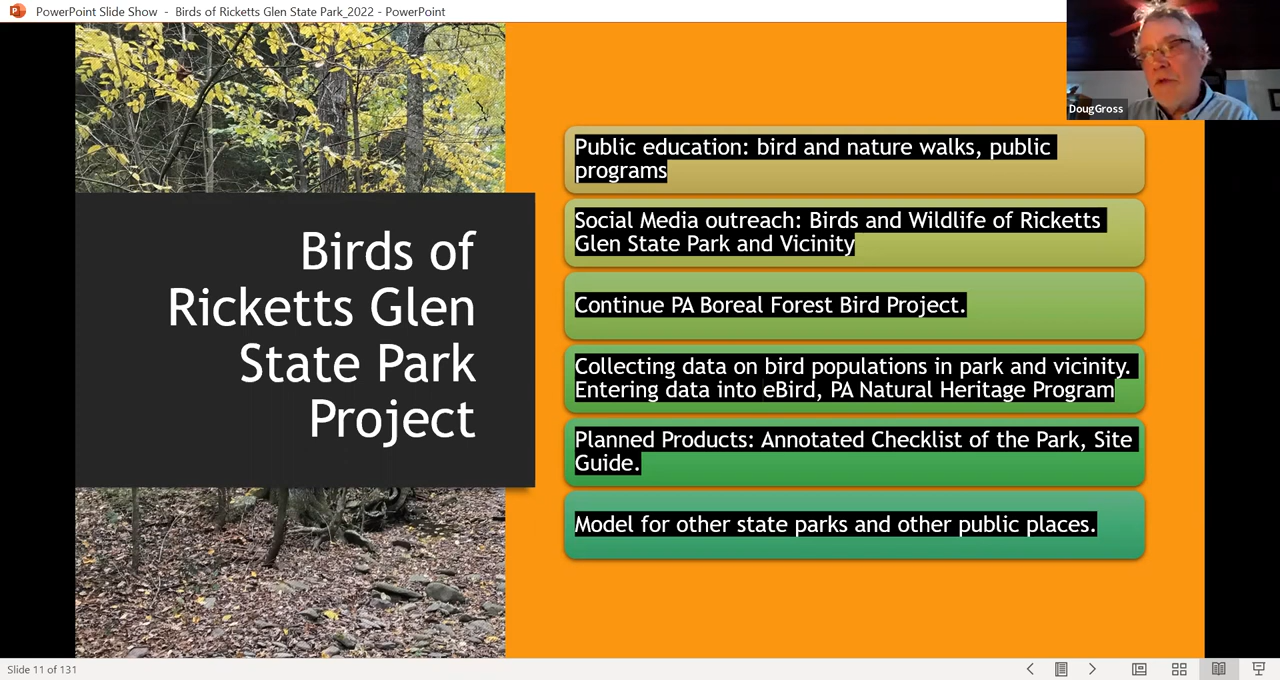 PowerPoint Slide Show - Birds of Ricketts Glen State Park_2022 - PowerPoint
DougGross
Birds of
Ricketts Glen
State Park
Project
Public education: bird and nature walks, public
programs
Social Media outreach: Birds and Wildlife of Ricketts
Glen State Park and Vicinity
Continue PA Boreal Forest Bird Project.
Collecting data on bird populations in park and vicinity.
Entering data into eBird, PA Natural Heritage Program
Planned Products: Annotated Checklist of the Park, Site
Guide.
Model for other state parks and other public places.
Slide 11 of 131